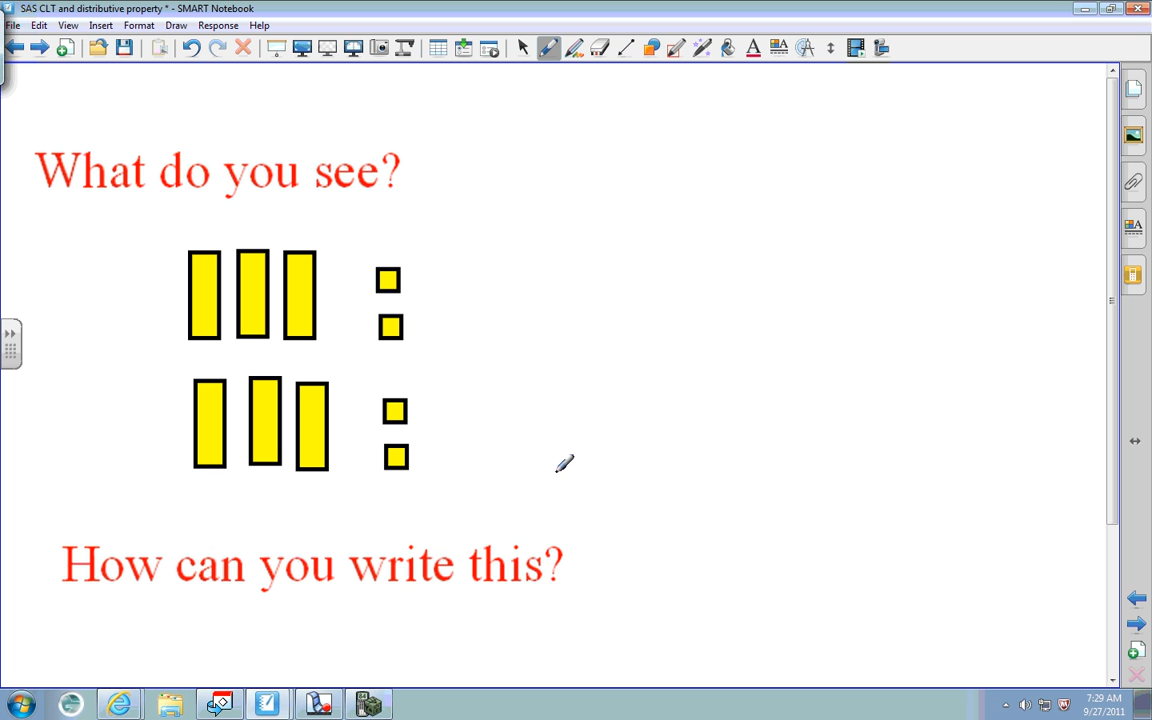 SAS CLT and distributive property * - SMART Notebook
File Edit View Insert Format Draw Response Help
What do you see?
How can you write this?
7:29 AM
9/27/2011